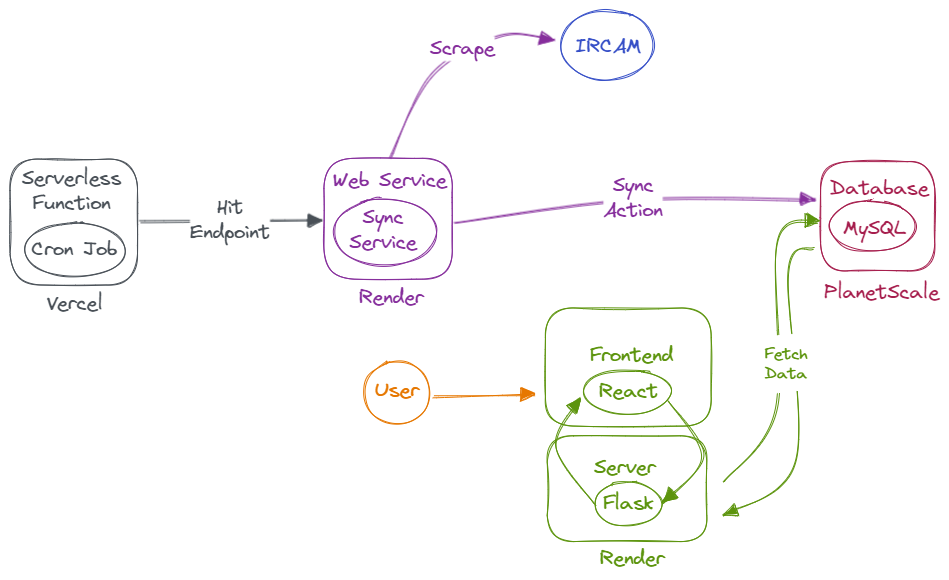 Scrape
IRCAM
Serverless
Function
Cron Job
Vercel
Hit
Endpoint
Web Service
Sync
Service
Render
Sync
Action
Database
MySQL
PlanetScale
User
Frontend
React
Server
Flask
Render
Fetch
Data